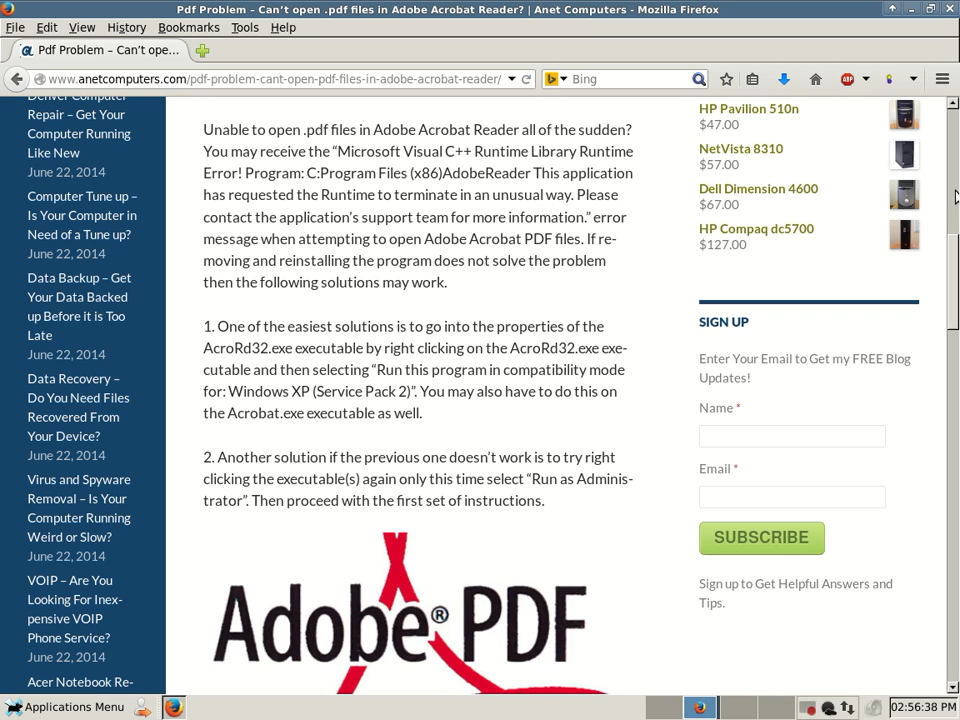 Pdf Problem – Can’t open .pdf files in Adobe Acrobat Reader? | Anet Computers - Mozilla Firefox
File Edit View History Bookmarks Tools Help
Pdf Problem – Can’t ope...
www.anetcomputers.com/pdf-problem-cant-open-pdf-files-in-adobe-acrobat-reader/
Bing
ABP
Denver Computer
Repair – Get Your
Computer Running
Like New
June 22, 2014
Computer Tune up –
Is Your Computer in
Need of a Tune up?
June 22, 2014
Data Backup – Get
Your Data Backed
up Before it is Too
Late
June 22, 2014
Data Recovery –
Do You Need Files
Recovered From
Your Device?
June 22, 2014
Virus and Spyware
Removal – Is Your
Computer Running
Weird or Slow?
June 22, 2014
VOIP – Are You
Looking For Inex-
pensive VOIP
Phone Service?
June 22, 2014
Acer Notebook Re-
Unable to open .pdf files in Adobe Acrobat Reader all of the sudden?
You may receive the “Microsoft Visual C++ Runtime Library Runtime
Error! Program: C:Program Files (x86)AdobeReader This application
has requested the Runtime to terminate in an unusual way. Please
contact the application’s support team for more information.” error
message when attempting to open Adobe Acrobat PDF files. If re-
moving and reinstalling the program does not solve the problem
then the following solutions may work.
1. One of the easiest solutions is to go into the properties of the
AcroRd32.exe executable by right clicking on the AcroRd32.exe exe-
cutable and then selecting “Run this program in compatibility mode
for: Windows XP (Service Pack 2)”. You may also have to do this on
the Acrobat.exe executable as well.
2. Another solution if the previous one doesn’t work is to try right
clicking the executable(s) again only this time select “Run as Adminis-
trator”. Then proceed with the first set of instructions.
Adobe® PDF
HP Pavilion 510n
$47.00
NetVista 8310
$57.00
Dell Dimension 4600
$67.00
HP Compaq dc5700
$127.00
SIGN UP
Enter Your Email to Get my FREE Blog
Updates!
Name *
Email *
SUBSCRIBE
Sign up to Get Helpful Answers and
Tips.
Applications Menu
02:56:38 PM